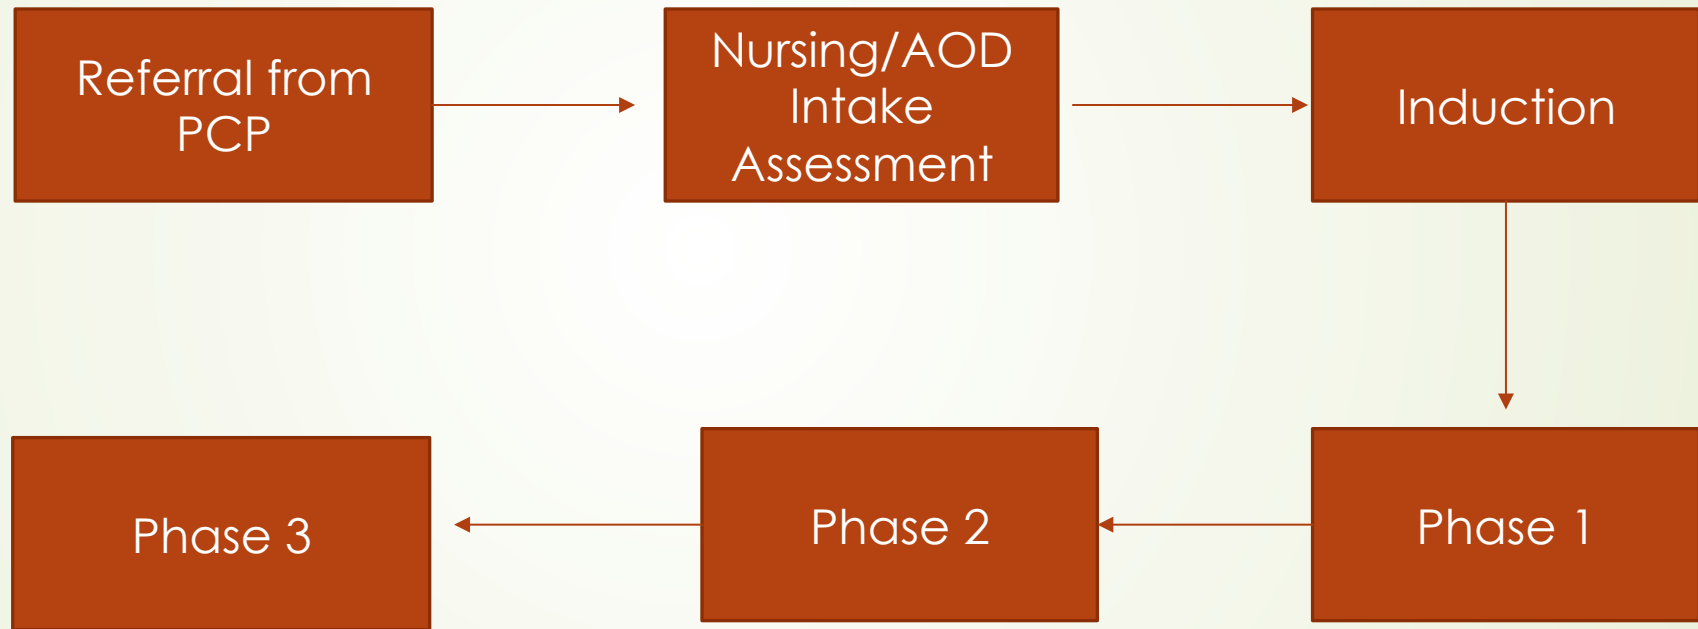 Referral from
PCP
Nursing/AOD
Intake
Assessment
Induction
Phase 1
Phase 2
Phase 3